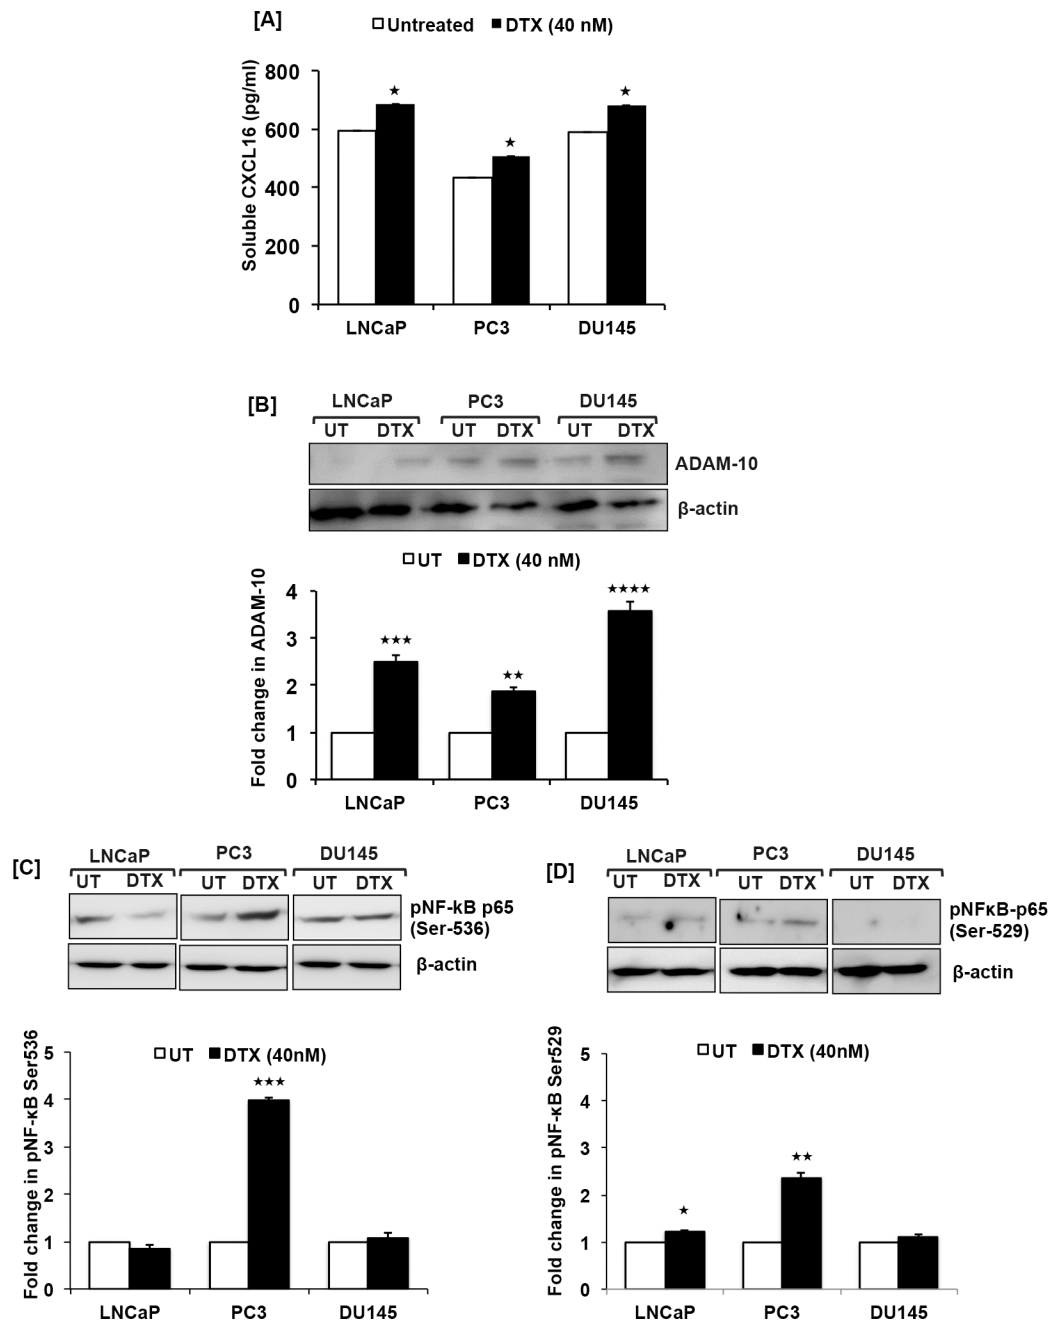 [A]
Untreated DTX (40 nM)
Soluble CXCL16 (pg/ml)
800
600
400
200
0
★ ★ ★
LNCaP PC3 DU145
[B]
LNCaP PC3 DU145
UT DTX UT DTX UT DTX
ADAM-10
β-actin
UT DTX (40 nM)
Fold change in ADAM-10
4
3
2
1
0
★★★ ★★ ★★★★
LNCaP PC3 DU145
[C]
LNCaP PC3 DU145
UT DTX UT DTX UT DTX
pNF-kB p65
(Ser-536)
β-actin
UT DTX (40nM)
Fold change in pNF-κB Ser536
5
4
3
2
1
0
★★★
LNCaP PC3 DU145
[D]
LNCaP PC3 DU145
UT DTX UT DTX UT DTX
pNFκB-p65
(Ser-529)
β-actin
UT DTX (40nM)
Fold change in pNF-κB Ser529
5
4
3
2
1
0
★ ★★
LNCaP PC3 DU145